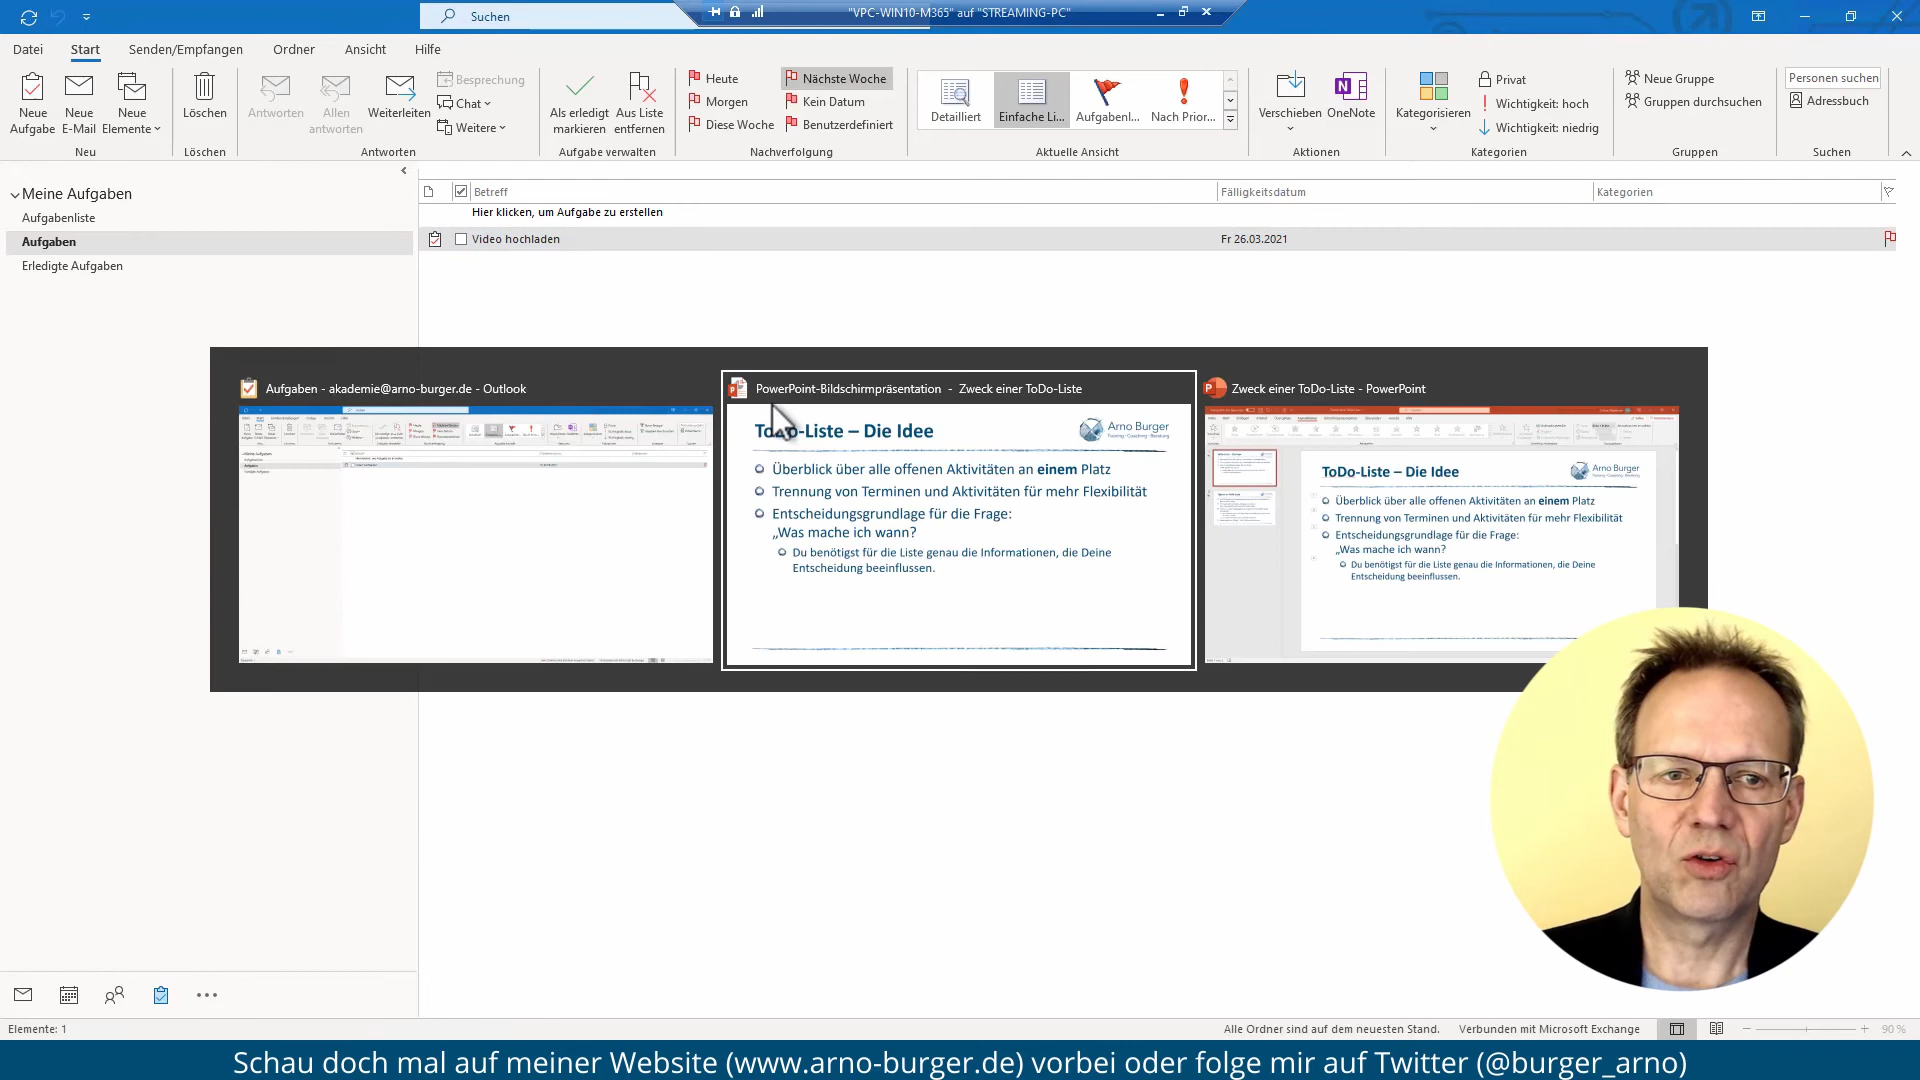 Suchen
"VPC-WIN10-M365" auf "STREAMING-PC"
Datei Start Senden/Empfangen Ordner Ansicht Hilfe
Neue Aufgabe
Neue E-Mail
Neue Elemente
Neu
Löschen
Löschen
Antworten
Allen antworten
Weiterleiten
Besprechung
Chat
Weitere
Antworten
Als erledigt markieren
Aus Liste entfernen
Aufgabe verwalten
Heute
Morgen
Diese Woche
Nächste Woche
Kein Datum
Benutzerdefiniert
Nachverfolgung
Detailliert
Einfache Li...
Aufgabenl...
Nach Prior...
Aktuelle Ansicht
Verschieben
OneNote
Aktionen
Kategorisieren
Privat
Wichtigkeit: hoch
Wichtigkeit: niedrig
Kategorien
Neue Gruppe
Gruppen durchsuchen
Gruppen
Personen suchen
Adressbuch
Suchen
Meine Aufgaben
Aufgabenliste
Aufgaben
Erledigte Aufgaben
Betreff Fälligkeitsdatum Kategorien
Hier klicken, um Aufgabe zu erstellen
Video hochladen Fr 26.03.2021
Aufgaben - akademie@arno-burger.de - Outlook
PowerPoint-Bildschirmpräsentation - Zweck einer ToDo-Liste
ToDo-Liste – Die Idee
Arno Burger
Training · Coaching · Beratung
Überblick über alle offenen Aktivitäten an einem Platz
Trennung von Terminen und Aktivitäten für mehr Flexibilität
Entscheidungsgrundlage für die Frage:
„Was mache ich wann?
Du benötigst für die Liste genau die Informationen, die Deine
Entscheidung beeinflussen.
Zweck einer ToDo-Liste - PowerPoint
ToDo-Liste – Die Idee
Arno Burger
Überblick über alle offenen Aktivitäten an einem Platz
Trennung von Terminen und Aktivitäten für mehr Flexibilität
Entscheidungsgrundlage für die Frage:
„Was mache ich wann?
Du benötigst für die Liste genau die Informationen, die Deine
Entscheidung beeinflussen.
Elemente: 1
Alle Ordner sind auf dem neuesten Stand. Verbunden mit Microsoft Exchange
90 %
Schau doch mal auf meiner Website (www.arno-burger.de) vorbei oder folge mir auf Twitter (@burger_arno)